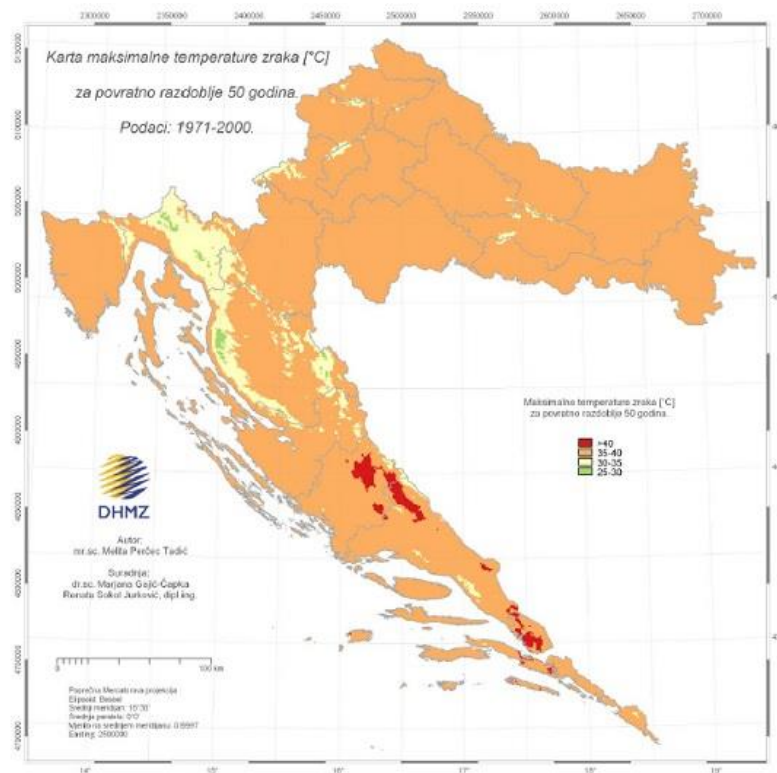 2300000 2350000 2400000 2450000 2500000 2550000 2600000 2650000 2700000
Karta maksimalne temperature zraka [°C]
za povratno razdoblje 50 godina.
Podaci: 1971-2000.
Maksimalne temperature zraka [°C]
za povratno razdoblje 50 godina.
>40
35-40
30-35
25-30
DHMZ
Autor:
mr.sc. Melita Perčec Tadić
Suradnja:
dr.sc. Marjana Gajić-Čapka
Renata Sokol Jurković, dipl.ing.
0 100 km
Poprečna Mercatorova projekcija
Elipsoid: Bessel
Srednji meridijan: 16°30'
Mjerilo na srednjem meridijanu: 0.9997
Easting: 2500000
14° 15° 16° 17° 18° 19°